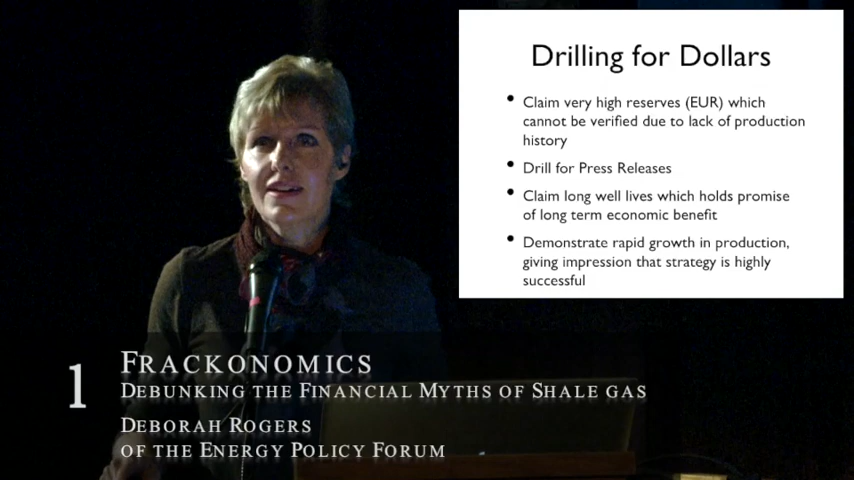 Drilling for Dollars
• Claim very high reserves (EUR) which
cannot be verified due to lack of production
history
• Drill for Press Releases
• Claim long well lives which holds promise
of long term economic benefit
• Demonstrate rapid growth in production,
giving impression that strategy is highly
successful
1
FRACKONOMICS
DEBUNKING THE FINANCIAL MYTHS OF SHALE GAS
DEBORAH ROGERS
OF THE ENERGY POLICY FORUM